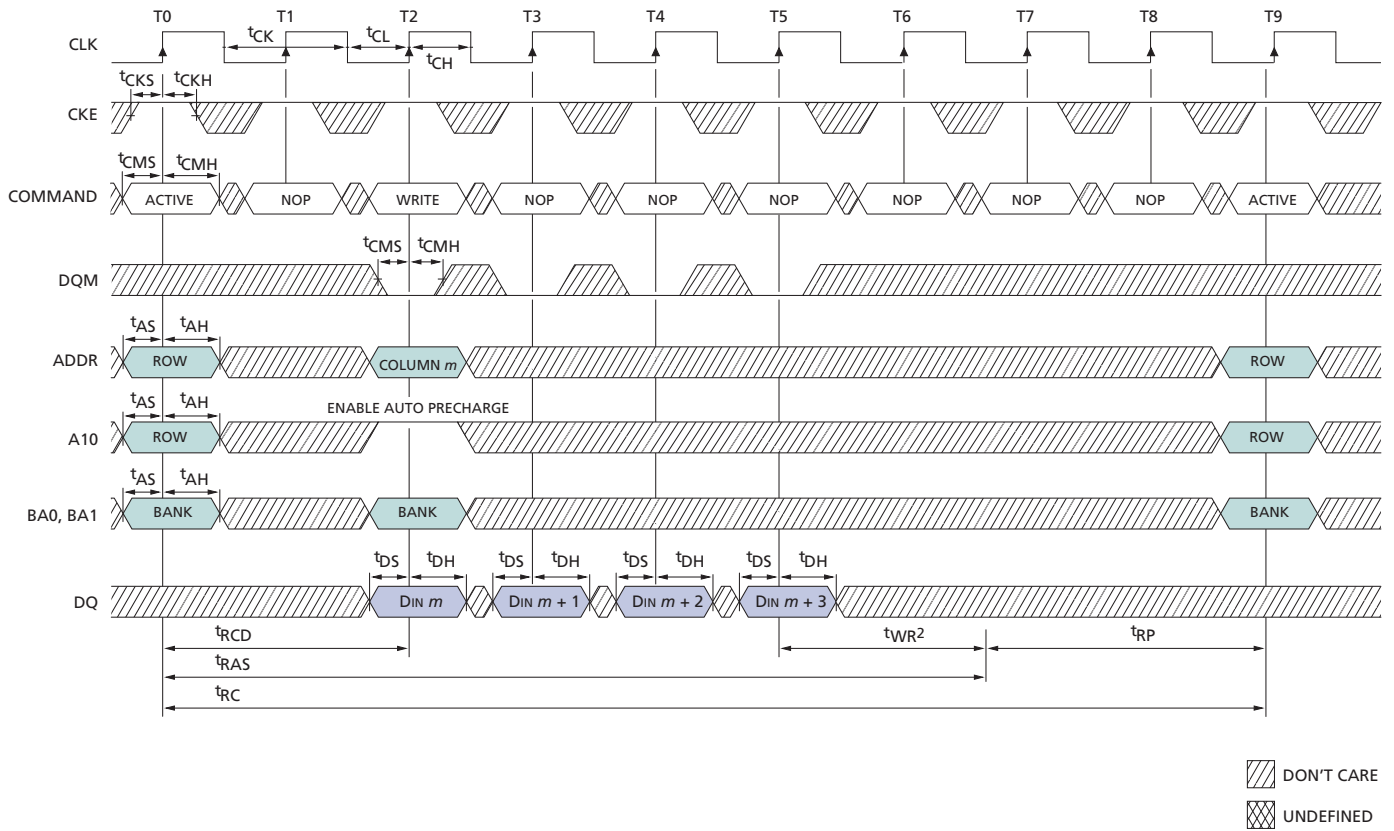 T0 T1 T2 T3 T4 T5 T6 T7 T8 T9
CLK
tCK tCL
tCH
tCKS tCKH
CKE
tCMS tCMH
COMMAND ACTIVE NOP WRITE NOP NOP NOP NOP NOP NOP ACTIVE
tCMS tCMH
DQM
tAS tAH
ADDR ROW COLUMN m ROW
ENABLE AUTO PRECHARGE
tAS tAH
A10 ROW ROW
tAS tAH
BA0, BA1 BANK BANK BANK
tDS tDH tDS tDH tDS tDH tDS tDH
DQ DIN m DIN m + 1 DIN m + 2 DIN m + 3
tRCD tWR2 tRP
tRAS
tRC
DON'T CARE
UNDEFINED